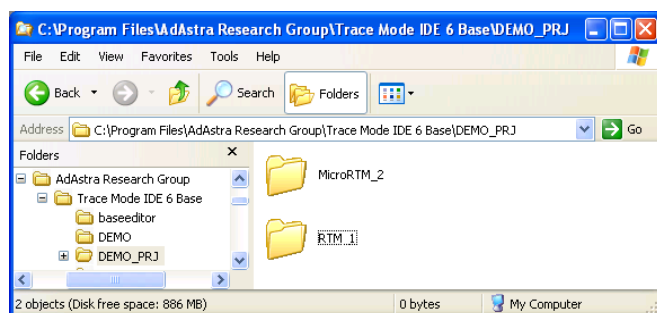 C:\Program Files\AdAstra Research Group\Trace Mode IDE 6 Base\DEMO_PRJ
File Edit View Favorites Tools Help
Back Search Folders
Address C:\Program Files\AdAstra Research Group\Trace Mode IDE 6 Base\DEMO_PRJ Go
Folders
AdAstra Research Group
Trace Mode IDE 6 Base
baseeditor
DEMO
DEMO_PRJ
MicroRTM_2
RTM_1
2 objects (Disk free space: 886 MB) 0 bytes My Computer